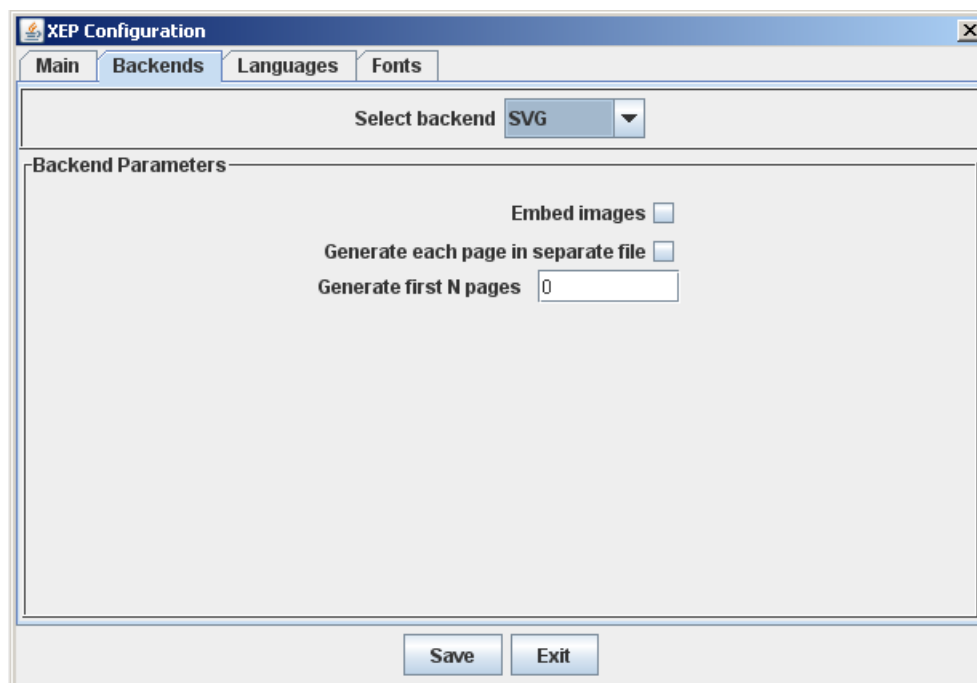 XEP Configuration
Main Backends Languages Fonts
Select backend SVG
Backend Parameters
Embed images
Generate each page in separate file
Generate first N pages 0
Save Exit